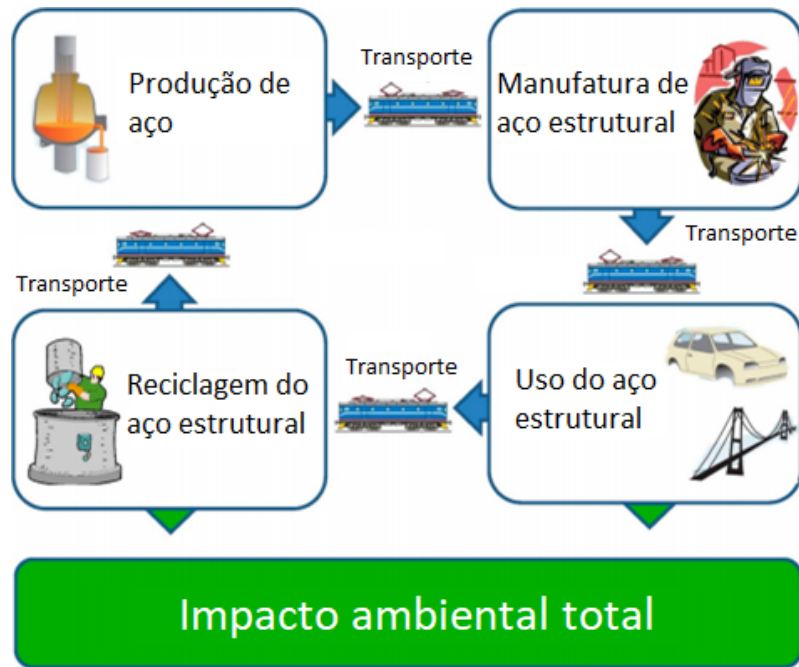 Produção de
aço
Transporte
Manufatura de
aço estrutural
Transporte
Uso do aço
estrutural
Transporte
Reciclagem do
aço estrutural
Transporte
Impacto ambiental total